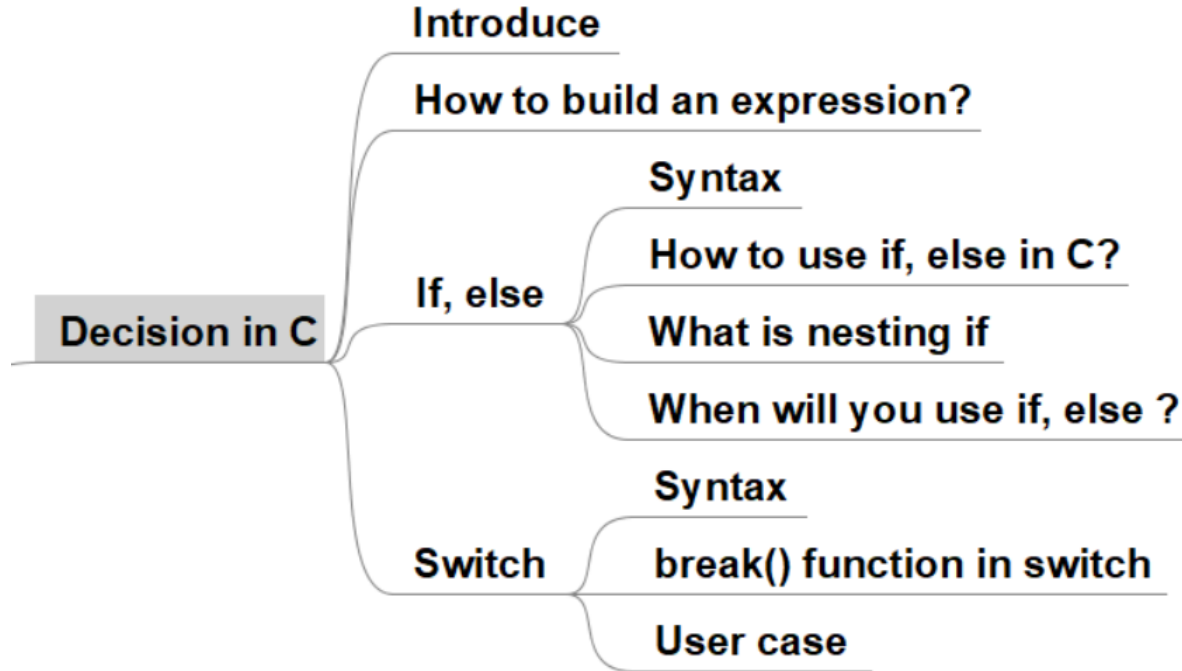 Introduce
How to build an expression?
Syntax
How to use if, else in C?
If, else
Decision in C
What is nesting if
When will you use if, else ?
Syntax
Switch
break() function in switch
User case